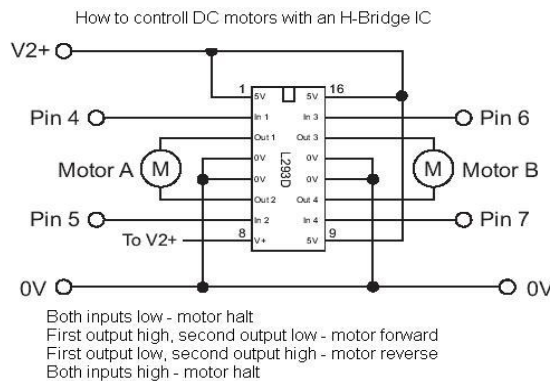 How to controll DC motors with an H-Bridge IC
V2+
1 16
5V 5V
Pin 4 In 1 In 3 Pin 6
Out 1 Out 3
Motor A M 0V L293D 0V M Motor B
0V 0V
Out 2 Out 4
Pin 5 In 2 In 4 Pin 7
To V2+ 8 V+ 5V 9
0V 0V
Both inputs low - motor halt
First output high, second output low - motor forward
First output low, second output high - motor reverse
Both inputs high - motor halt